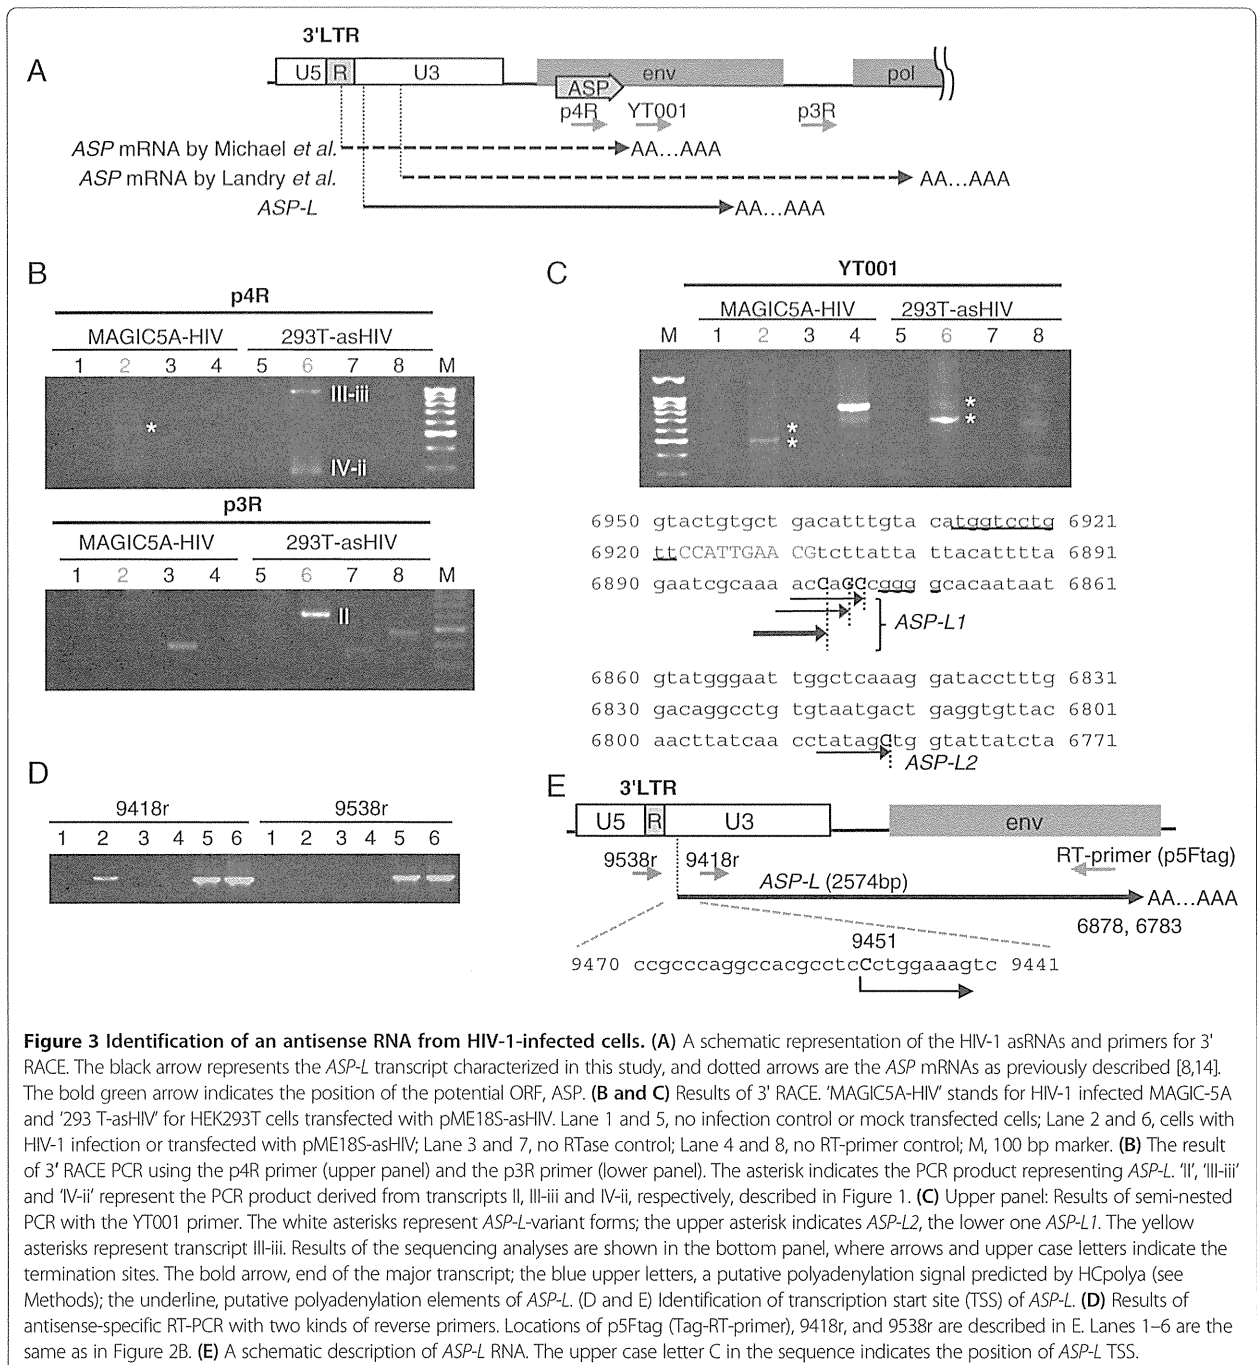 A
3'LTR
U5 R U3 env pol
ASP
p4R YT001 p3R
ASP mRNA by Michael et al. AA...AAA
ASP mRNA by Landry et al. AA...AAA
ASP-L AA...AAA
B
p4R
MAGIC5A-HIV 293T-asHIV
1 2 3 4 5 6 7 8 M
III-iii
*
IV-ii
p3R
MAGIC5A-HIV 293T-asHIV
1 2 3 4 5 6 7 8 M
II
C
YT001
MAGIC5A-HIV 293T-asHIV
M 1 2 3 4 5 6 7 8
* *
* *
6950 gtactgtgct gacatttgta catggtcctg 6921
6920 ttCCATTGAA CGtcttatta ttacatttta 6891
6890 gaatcgcaaa acCaGCcggg gcacaataat 6861
ASP-L1
6860 gtatgggaat tggctcaaag gatacctttg 6831
6830 gacaggcctg tgtaatgact gaggtgttac 6801
6800 aacttatcaa cctatagCtg gtattatcta 6771
ASP-L2
D
9418r 9538r
1 2 3 4 5 6 1 2 3 4 5 6
E
3'LTR
U5 R U3 env
9538r 9418r RT-primer (p5Ftag)
ASP-L (2574bp) AA...AAA
6878, 6783
9451
9470 ccgcccaggccacgcctcCctggaaagtc 9441
Figure 3 Identification of an antisense RNA from HIV-1-infected cells. (A) A schematic representation of the HIV-1 asRNAs and primers for 3'
RACE. The black arrow represents the ASP-L transcript characterized in this study, and dotted arrows are the ASP mRNAs as previously described [8,14].
The bold green arrow indicates the position of the potential ORF, ASP. (B and C) Results of 3' RACE. 'MAGIC5A-HIV' stands for HIV-1 infected MAGIC-5A
and '293 T-asHIV' for HEK293T cells transfected with pME18S-asHIV. Lane 1 and 5, no infection control or mock transfected cells; Lane 2 and 6, cells with
HIV-1 infection or transfected with pME18S-asHIV; Lane 3 and 7, no RTase control; Lane 4 and 8, no RT-primer control; M, 100 bp marker. (B) The result
of 3' RACE PCR using the p4R primer (upper panel) and the p3R primer (lower panel). The asterisk indicates the PCR product representing ASP-L. 'II', 'III-iii'
and 'IV-ii' represent the PCR product derived from transcripts II, III-iii and IV-ii, respectively, described in Figure 1. (C) Upper panel: Results of semi-nested
PCR with the YT001 primer. The white asterisks represent ASP-L-variant forms; the upper asterisk indicates ASP-L2, the lower one ASP-L1. The yellow
asterisks represent transcript III-iii. Results of the sequencing analyses are shown in the bottom panel, where arrows and upper case letters indicate the
termination sites. The bold arrow, end of the major transcript; the blue upper letters, a putative polyadenylation signal predicted by HCpolya (see
Methods); the underline, putative polyadenylation elements of ASP-L. (D and E) Identification of transcription start site (TSS) of ASP-L. (D) Results of
antisense-specific RT-PCR with two kinds of reverse primers. Locations of p5Ftag (Tag-RT-primer), 9418r, and 9538r are described in E. Lanes 1–6 are the
same as in Figure 2B. (E) A schematic description of ASP-L RNA. The upper case letter C in the sequence indicates the position of ASP-L TSS.